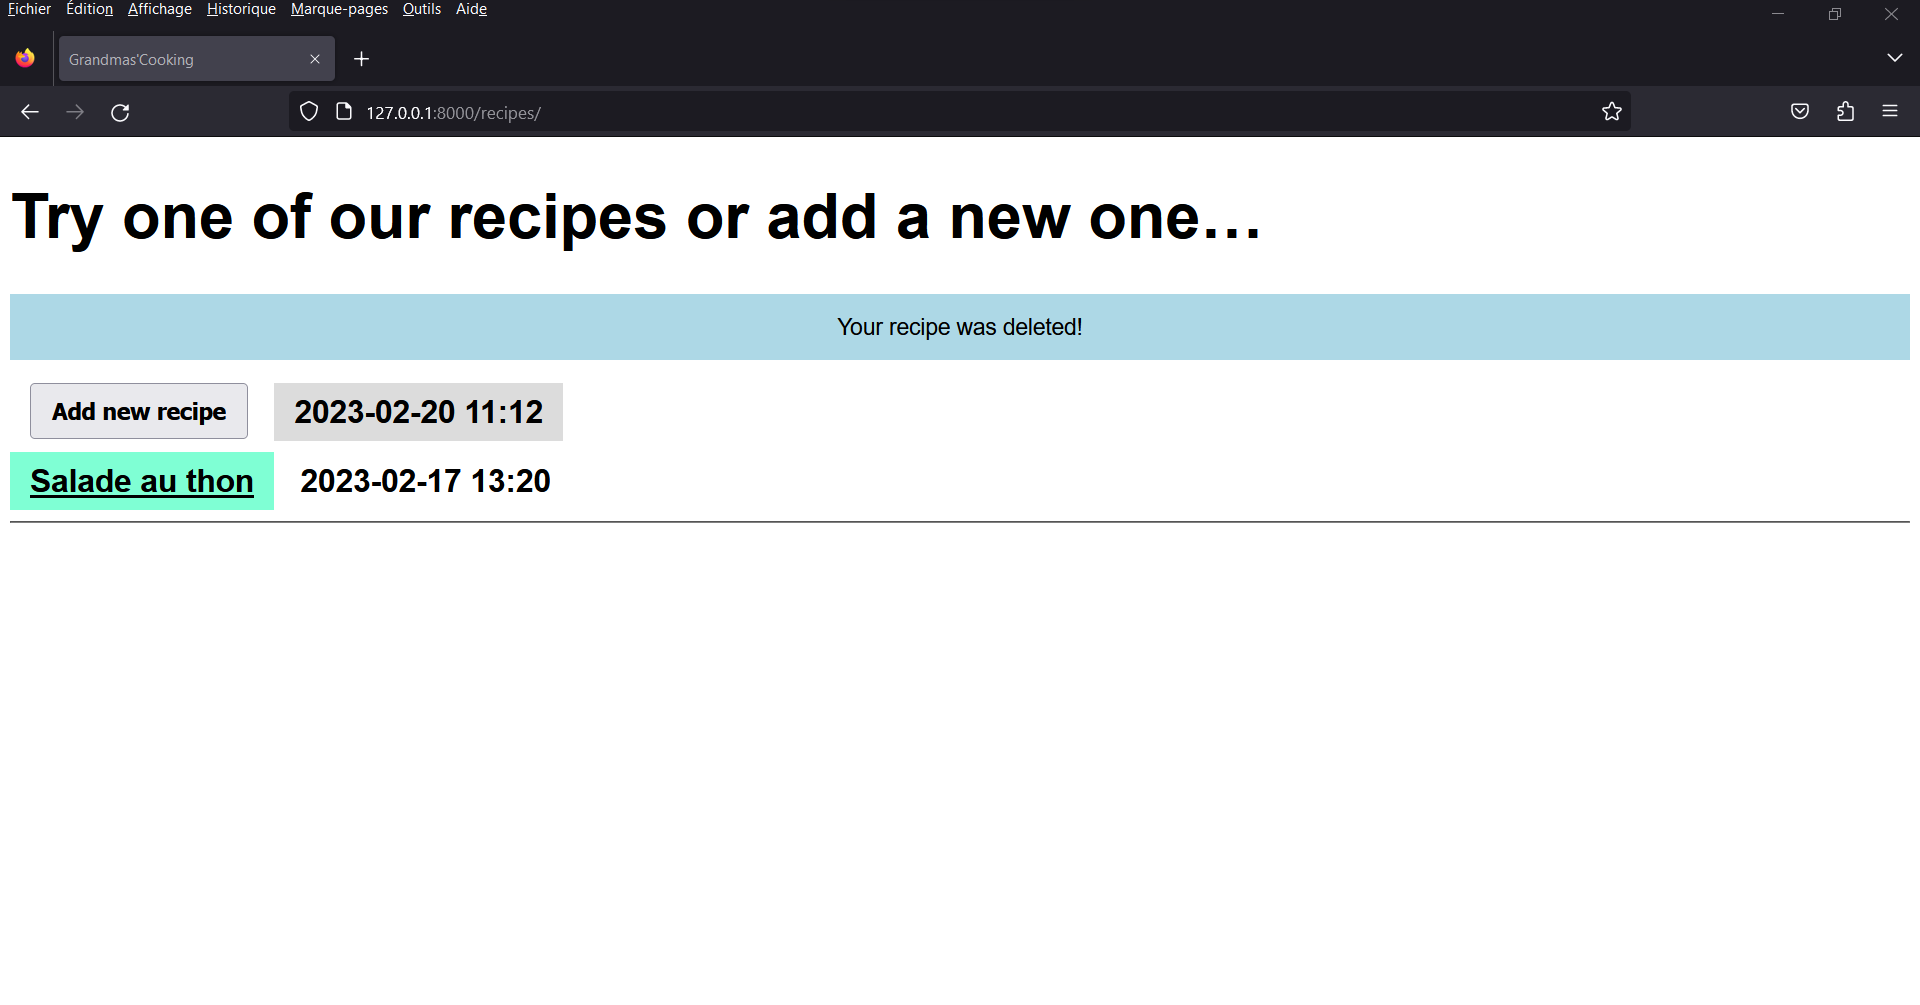 Fichier Édition Affichage Historique Marque-pages Outils Aide
Grandmas'Cooking
127.0.0.1:8000/recipes/
Try one of our recipes or add a new one…
Your recipe was deleted!
Add new recipe 2023-02-20 11:12
Salade au thon 2023-02-17 13:20